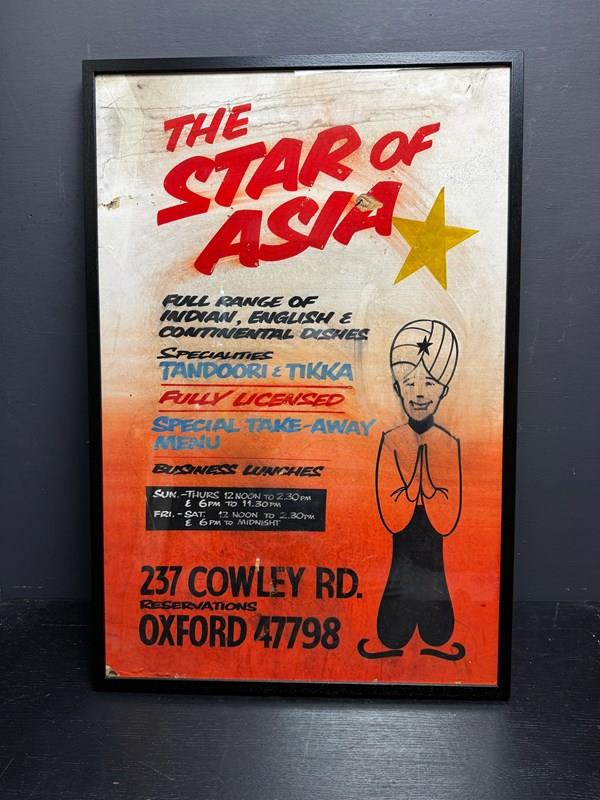 THE
STAR OF
ASIA
FULL RANGE OF
INDIAN, ENGLISH &
CONTINENTAL DISHES
SPECIALITIES
TANDOORI & TIKKA
FULLY LICENSED
SPECIAL TAKE-AWAY
MENU
BUSINESS LUNCHES
SUN.-THURS 12 NOON TO 2.30PM
& 6PM TO 11.30PM
FRI.-SAT. 12 NOON TO 2.30PM
& 6PM TO MIDNIGHT
237 COWLEY RD.
RESERVATIONS
OXFORD 47798